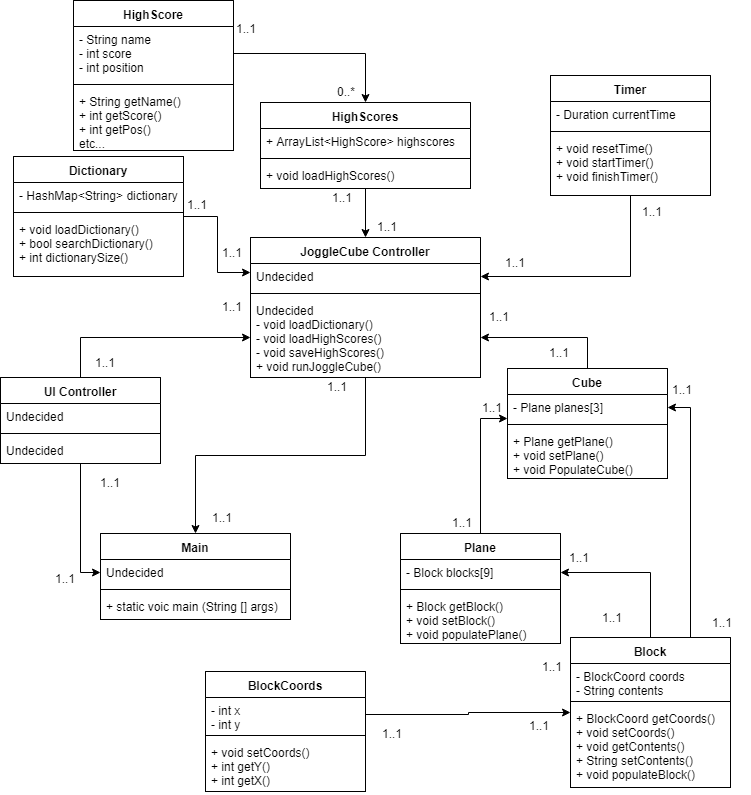 HighScore
- String name
- int score
- int position
+ String getName()
+ int getScore()
+ int getPos()
etc...
1..1
0..*
HighScores
+ ArrayList<HighScore> highscores
+ void loadHighScores()
1..1
1..1
Timer
- Duration currentTime
+ void resetTime()
+ void startTimer()
+ void finishTimer()
1..1
1..1
Dictionary
- HashMap<String> dictionary
+ void loadDictionary()
+ bool searchDictionary()
+ int dictionarySize()
1..1
1..1
JoggleCube Controller
Undecided
Undecided
- void loadDictionary()
- void loadHighScores()
- void saveHighScores()
+ void runJoggleCube()
1..1
1..1
1..1
1..1
1..1
UI Controller
Undecided
Undecided
1..1
1..1
1..1
Main
Undecided
+ static voic main (String [] args)
Cube
- Plane planes[3]
+ Plane getPlane()
+ void setPlane()
+ void PopulateCube()
1..1
1..1
1..1
Plane
- Block blocks[9]
+ Block getBlock()
+ void setBlock()
+ void populatePlane()
1..1
1..1
1..1
1..1
Block
- BlockCoord coords
- String contents
+ BlockCoord getCoords()
+ void setCoords()
+ void getContents()
+ String setContents()
+ void populateBlock()
BlockCoords
- int x
- int y
+ void setCoords()
+ int getY()
+ int getX()
1..1
1..1